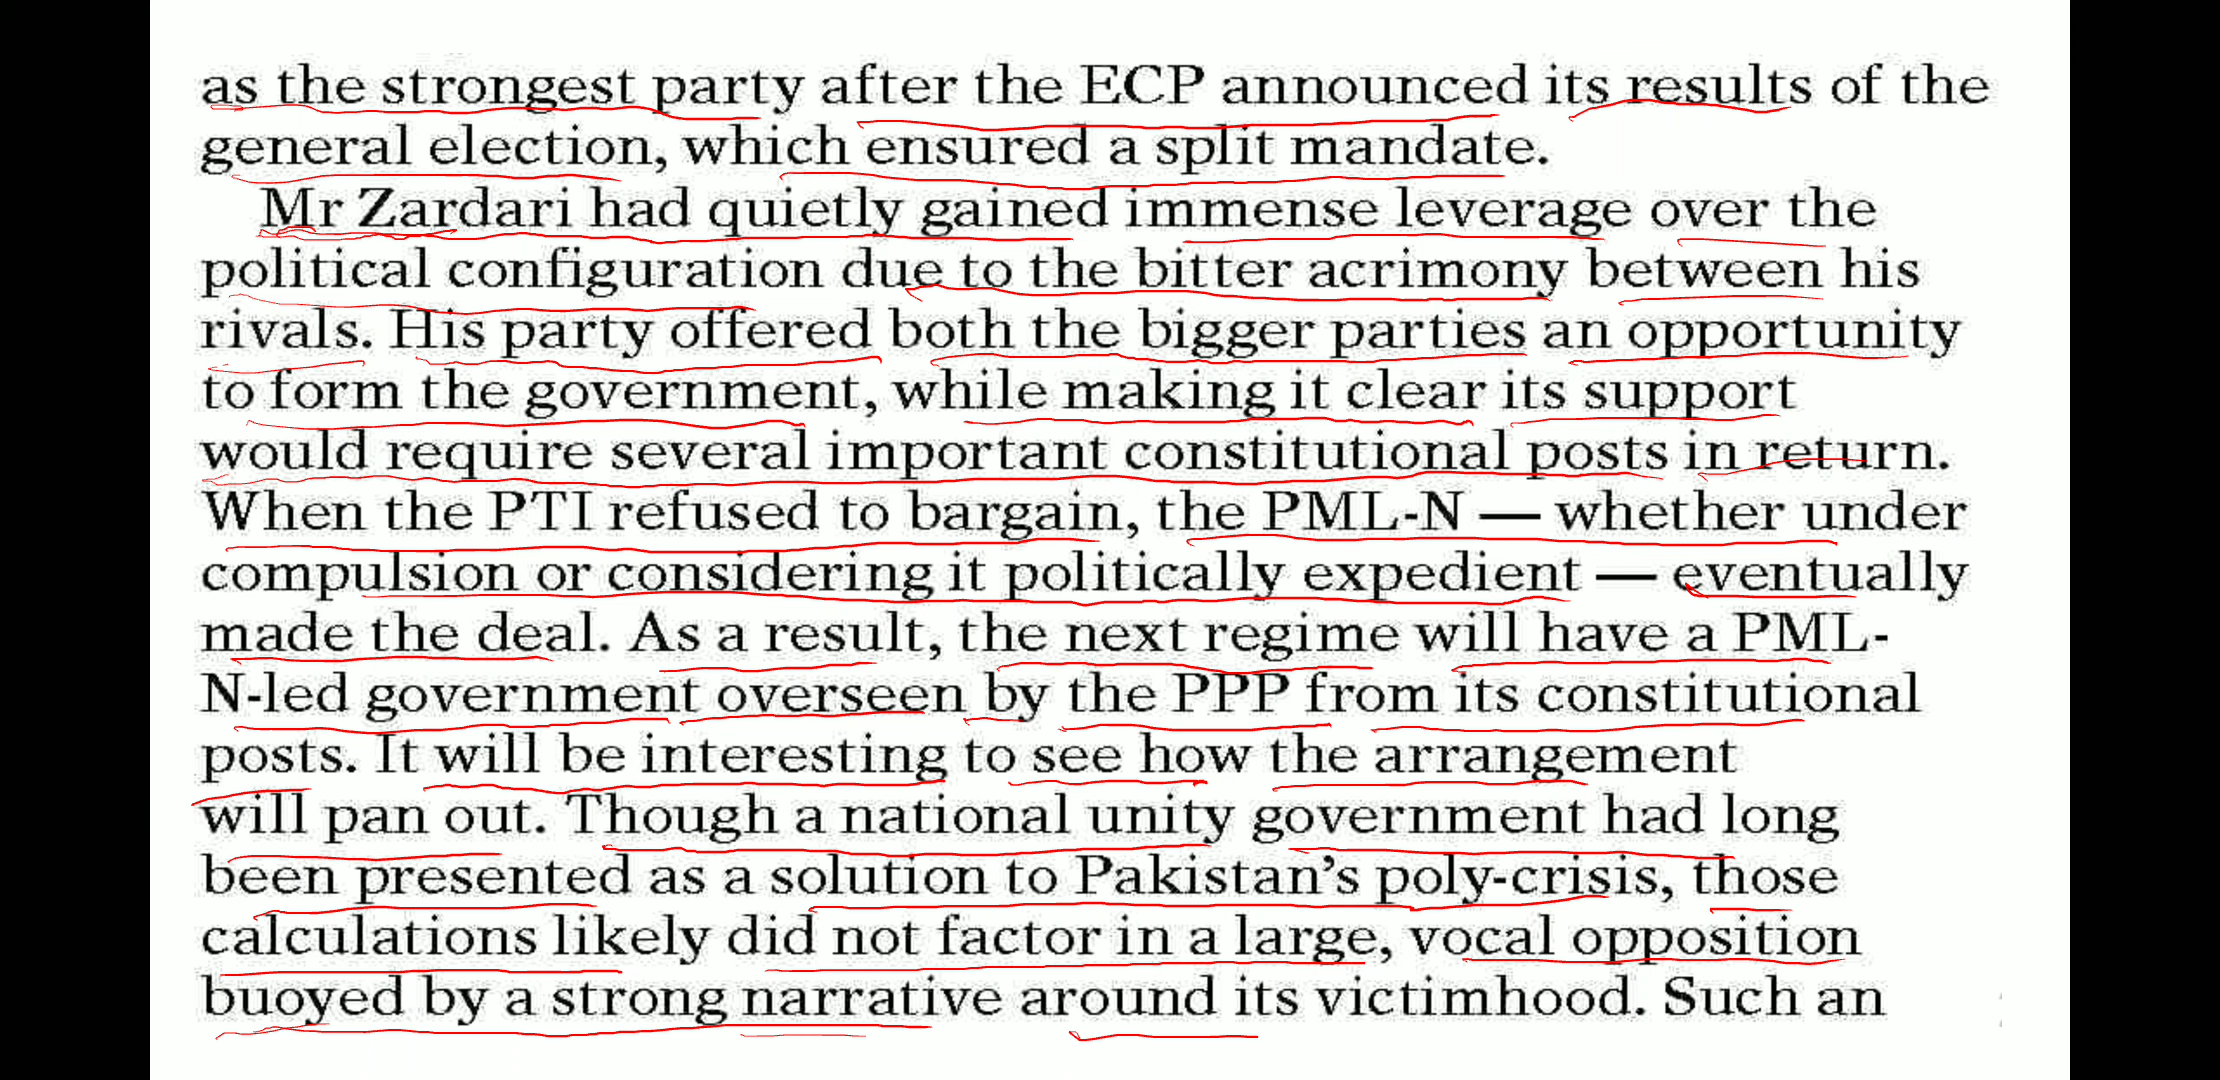 as the strongest party after the ECP announced its results of the
general election, which ensured a split mandate.
Mr Zardari had quietly gained immense leverage over the
political configuration due to the bitter acrimony between his
rivals. His party offered both the bigger parties an opportunity
to form the government, while making it clear its support
would require several important constitutional posts in return.
When the PTI refused to bargain, the PML-N — whether under
compulsion or considering it politically expedient — eventually
made the deal. As a result, the next regime will have a PML-
N-led government overseen by the PPP from its constitutional
posts. It will be interesting to see how the arrangement
will pan out. Though a national unity government had long
been presented as a solution to Pakistan’s poly-crisis, those
calculations likely did not factor in a large, vocal opposition
buoyed by a strong narrative around its victimhood. Such an